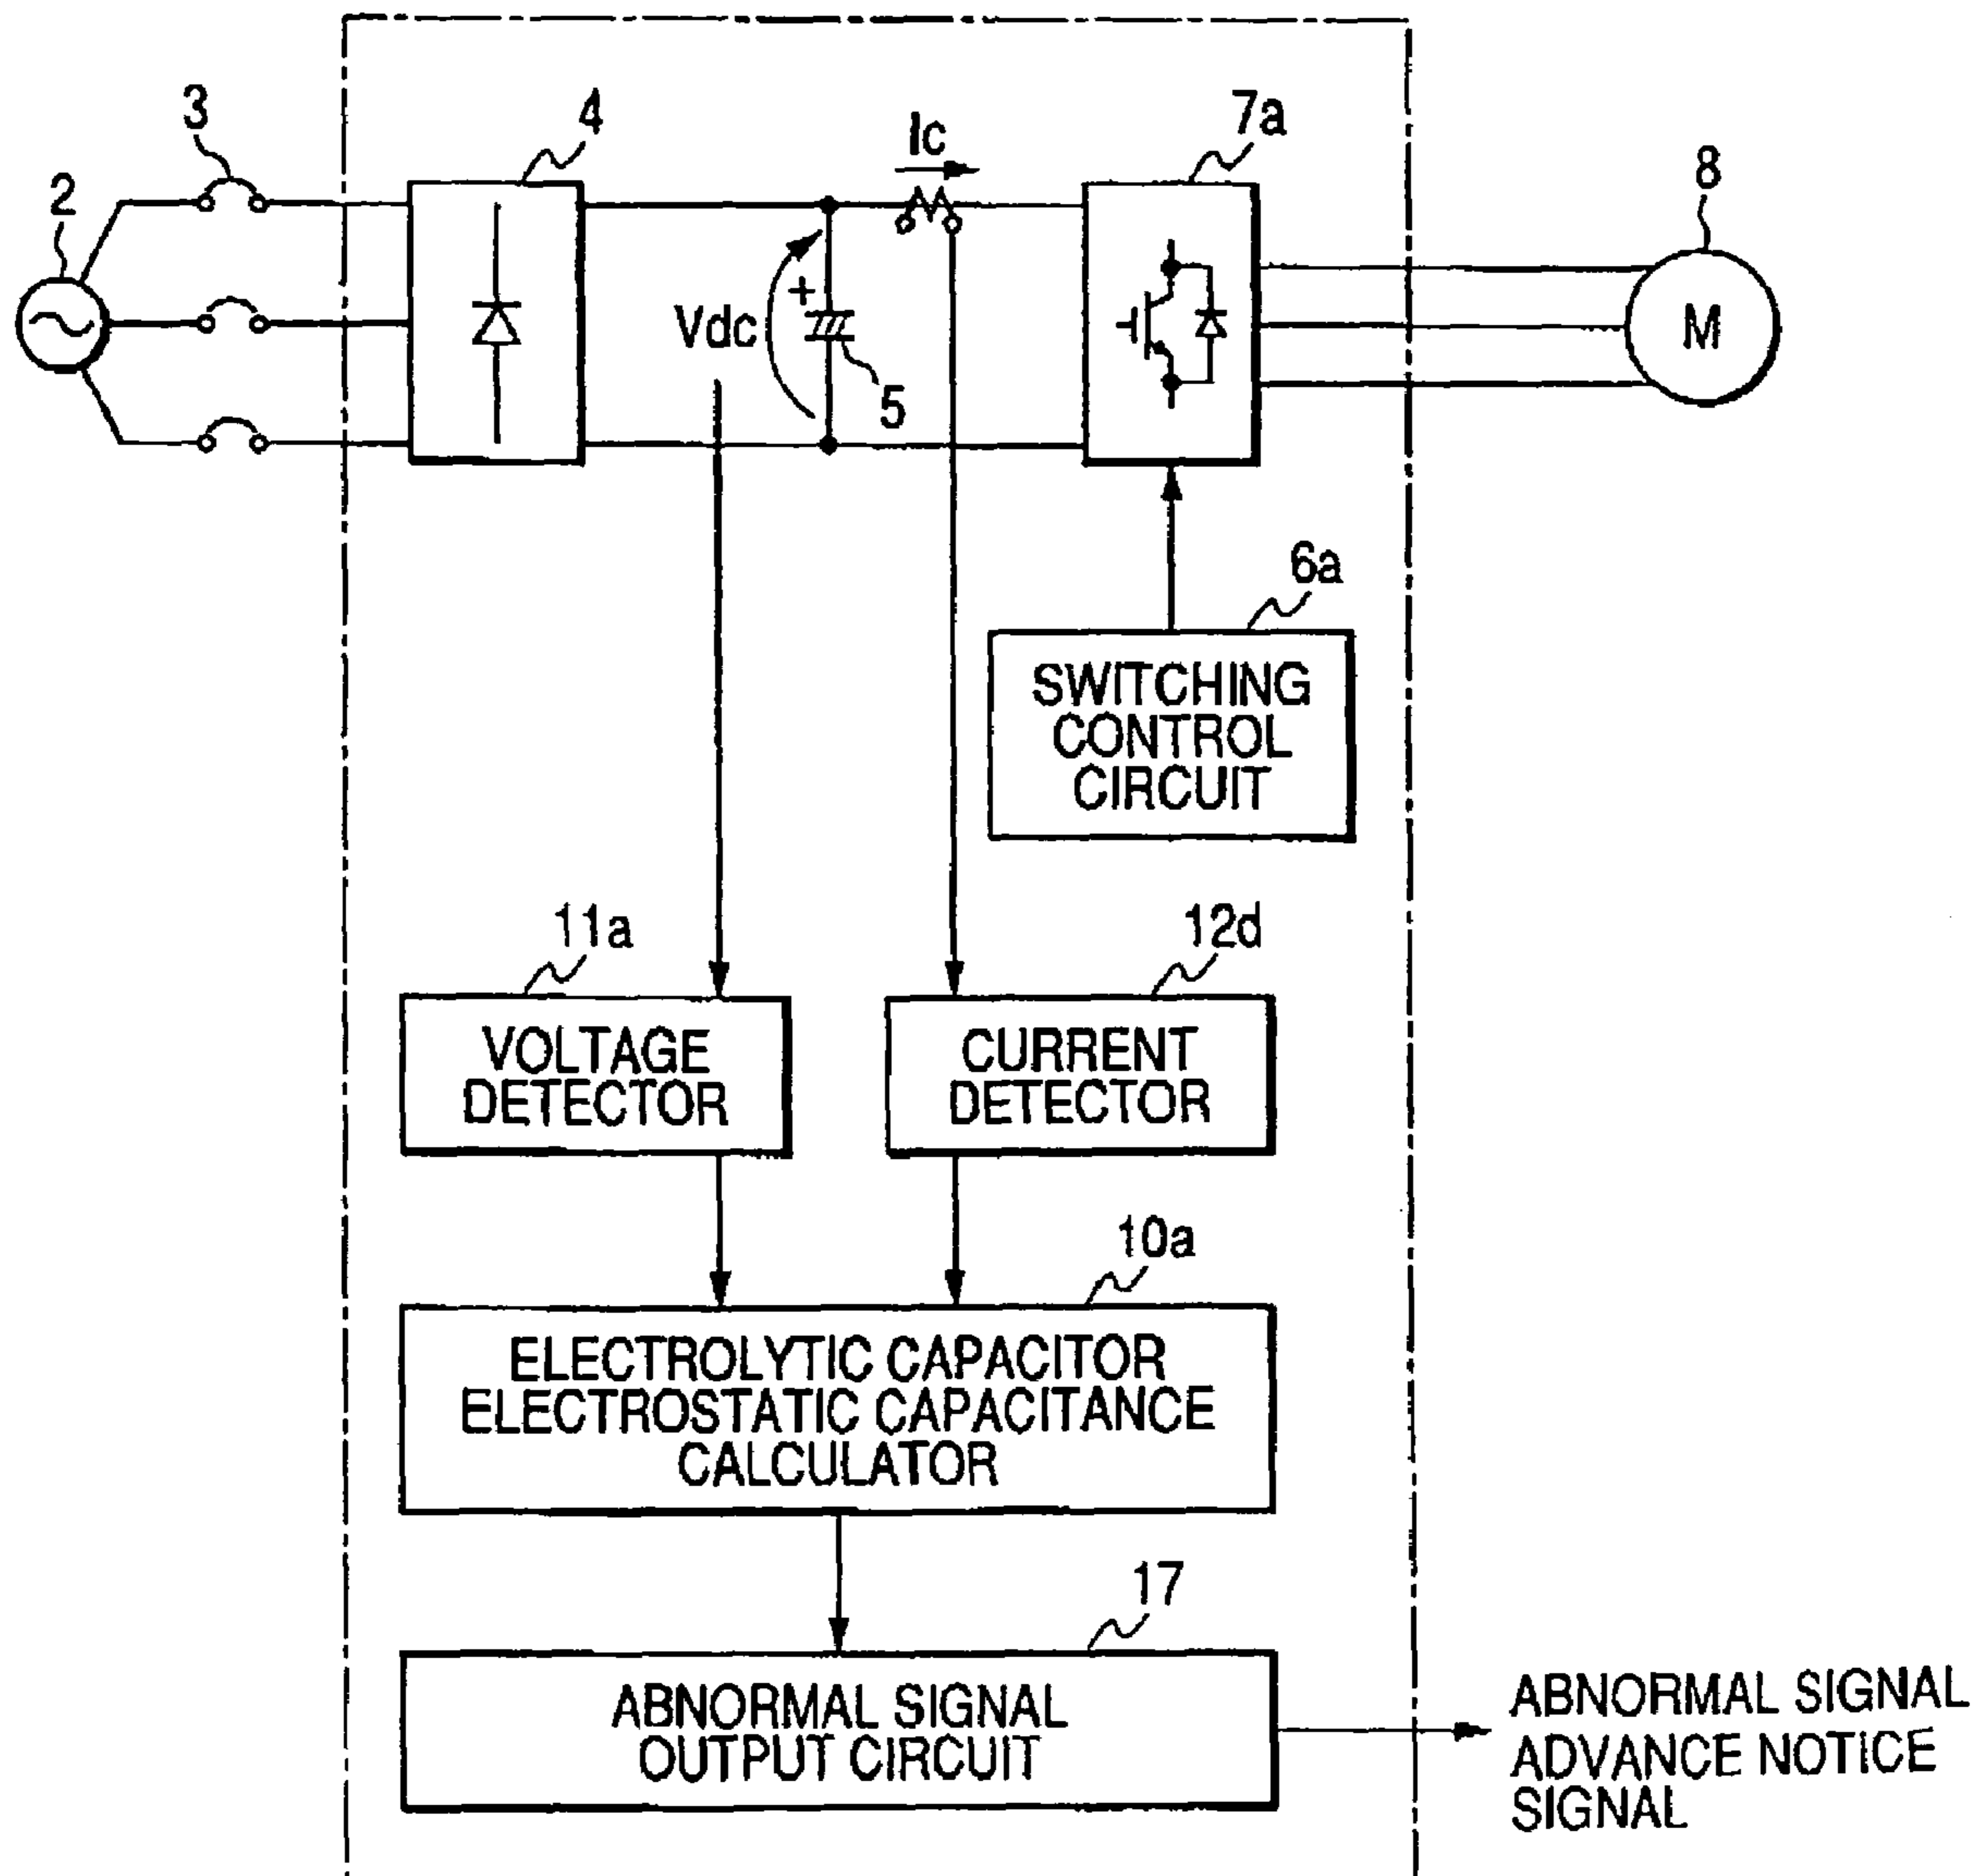 3
4
Ic
7a
2
8
+
Vdc
5
M
6a
SWITCHING
CONTROL
CIRCUIT
11a
12d
VOLTAGE
DETECTOR
CURRENT
DETECTOR
10a
ELECTROLYTIC CAPACITOR
ELECTROSTATIC CAPACITANCE
CALCULATOR
17
ABNORMAL SIGNAL
OUTPUT CIRCUIT
ABNORMAL SIGNAL
ADVANCE NOTICE
SIGNAL